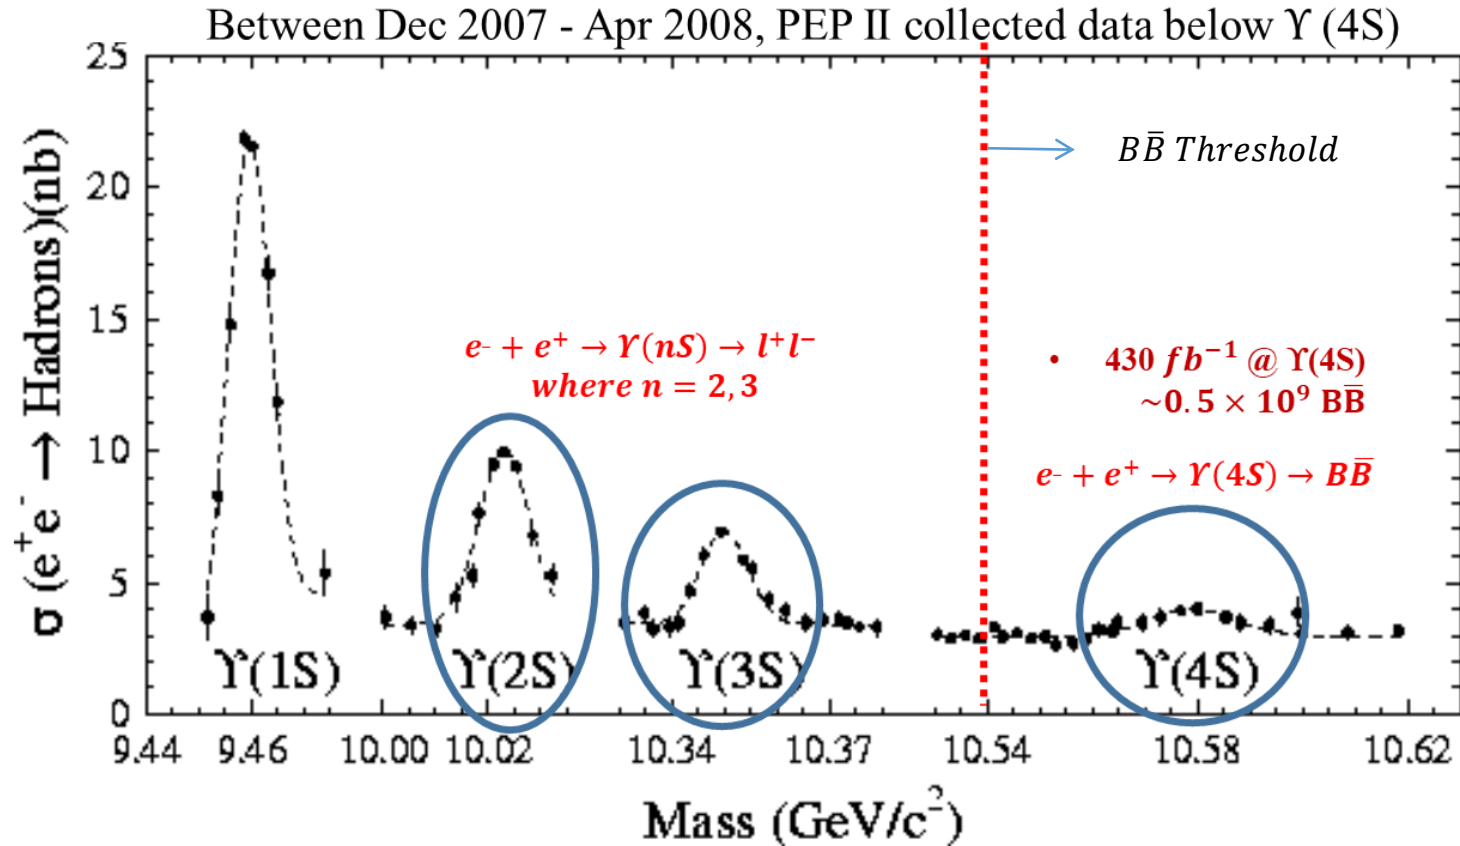 Between Dec 2007 - Apr 2008, PEP II collected data below ϒ (4S)
25
20
15
10
5
0
σ (e⁺e⁻ → Hadrons)(nb)
BB̄ Threshold
e- + e⁺ → ϒ(nS) → l⁺l⁻
where n = 2, 3
• 430 fb⁻¹ @ ϒ(4S)
~0.5 × 10⁹ BB̄
e- + e⁺ → ϒ(4S) → BB̄
ϒ(1S) ϒ(2S) ϒ(3S) ϒ(4S)
9.44 9.46 10.00 10.02 10.34 10.37 10.54 10.58 10.62
Mass (GeV/c²)